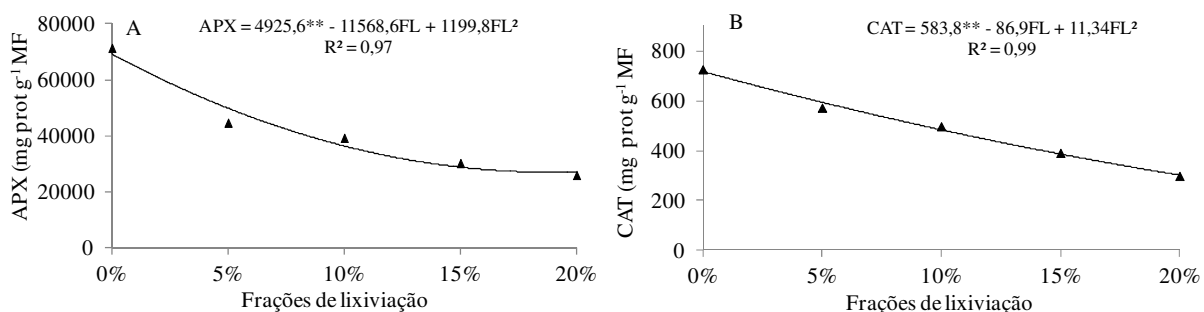 A
APX = 4925,6** - 11568,6FL + 1199,8FL²
R² = 0,97
APX (mg prot g⁻¹ MF
80000
60000
40000
20000
0
0% 5% 10% 15% 20%
Frações de lixiviação
B
CAT = 583,8** - 86,9FL + 11,34FL²
R² = 0,99
CAT (mg prot g⁻¹ MF
800
600
400
200
0
0% 5% 10% 15% 20%
Frações de lixiviação